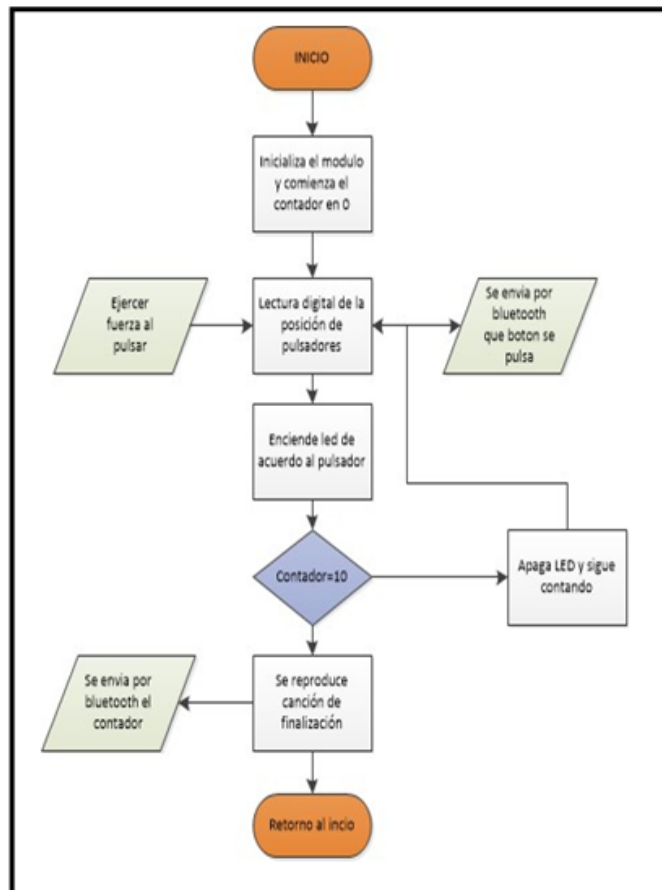 INICIO
Inicializa el modulo
y comienza el
contador en 0
Ejercer
fuerza al
pulsar
Lectura digital de la
posición de
pulsadores
Se envia por
bluetooth
que boton se
pulsa
Enciende led de
acuerdo al pulsador
Contador=10
Apaga LED y sigue
contando
Se envia por
bluetooth el
contador
Se reproduce
canción de
finalización
Retorno al incio